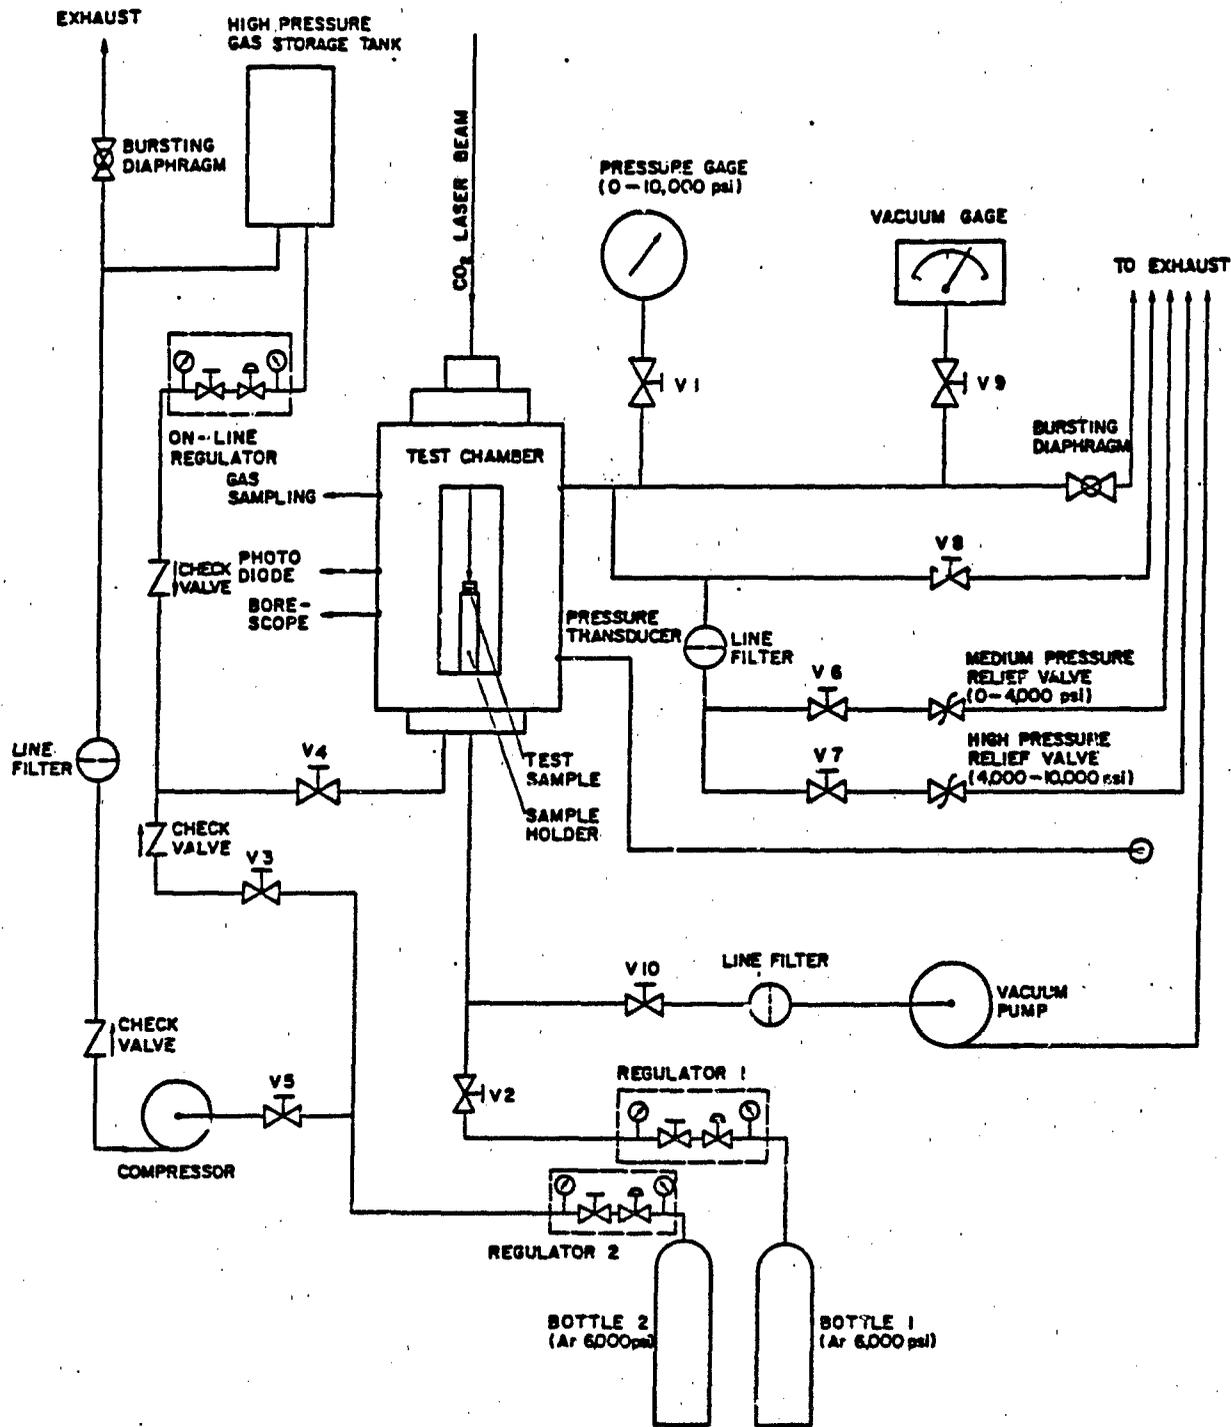 EXHAUST
HIGH PRESSURE
GAS STORAGE TANK
BURSTING
DIAPHRAGM
CO₂ LASER BEAM
PRESSURE GAGE
(0-10,000 psi)
VACUUM GAGE
TO EXHAUST
V1
V9
BURSTING
DIAPHRAGM
ON-LINE
REGULATOR
TEST CHAMBER
GAS
SAMPLING
PHOTO
DIODE
BORE-
SCOPE
CHECK
VALVE
V8
PRESSURE
TRANSDUCER
LINE
FILTER
V6
MEDIUM PRESSURE
RELIEF VALVE
(0-4,000 psi)
V7
HIGH PRESSURE
RELIEF VALVE
(4,000-10,000 psi)
LINE
FILTER
V4
TEST
SAMPLE
SAMPLE
HOLDER
CHECK
VALVE
V3
V10
LINE FILTER
VACUUM
PUMP
CHECK
VALVE
V5
V2
REGULATOR 1
COMPRESSOR
REGULATOR 2
BOTTLE 2
(Ar 6,000psi)
BOTTLE 1
(Ar 6,000 psi)